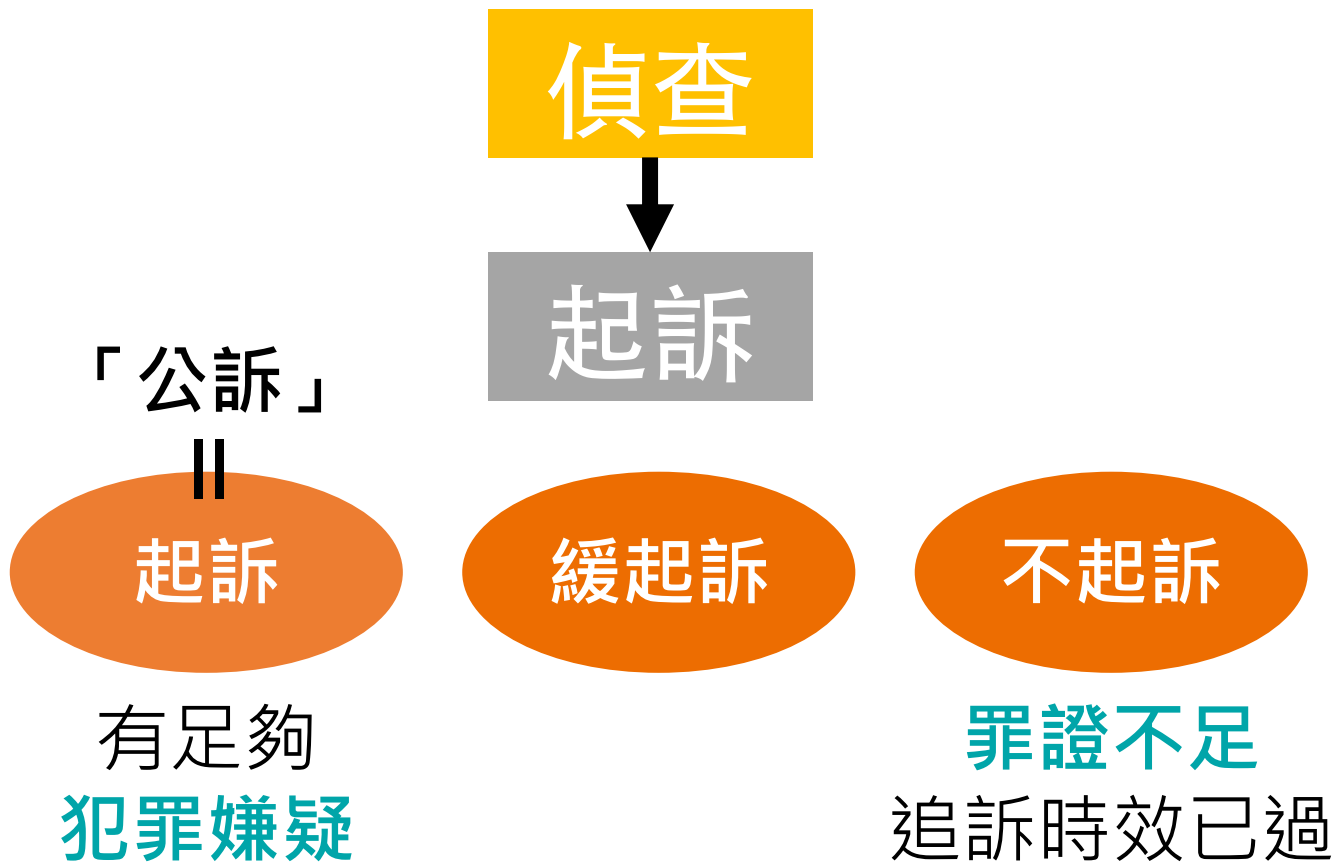 偵查
起訴
「公訴」
起訴
緩起訴
不起訴
有足夠
犯罪嫌疑
罪證不足
追訴時效已過